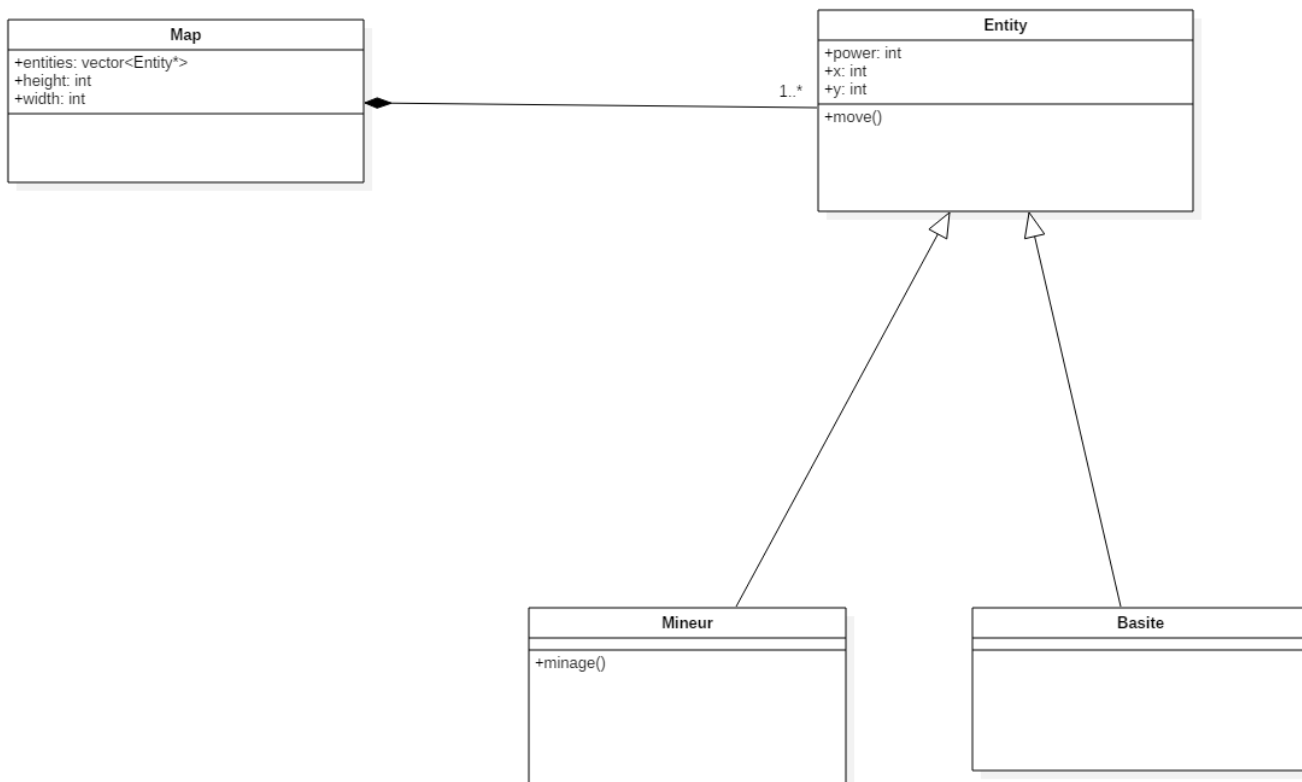 Map
+entities: vector<Entity*>
+height: int
+width: int
1..*
Entity
+power: int
+x: int
+y: int
+move()
Mineur
+minage()
Basite